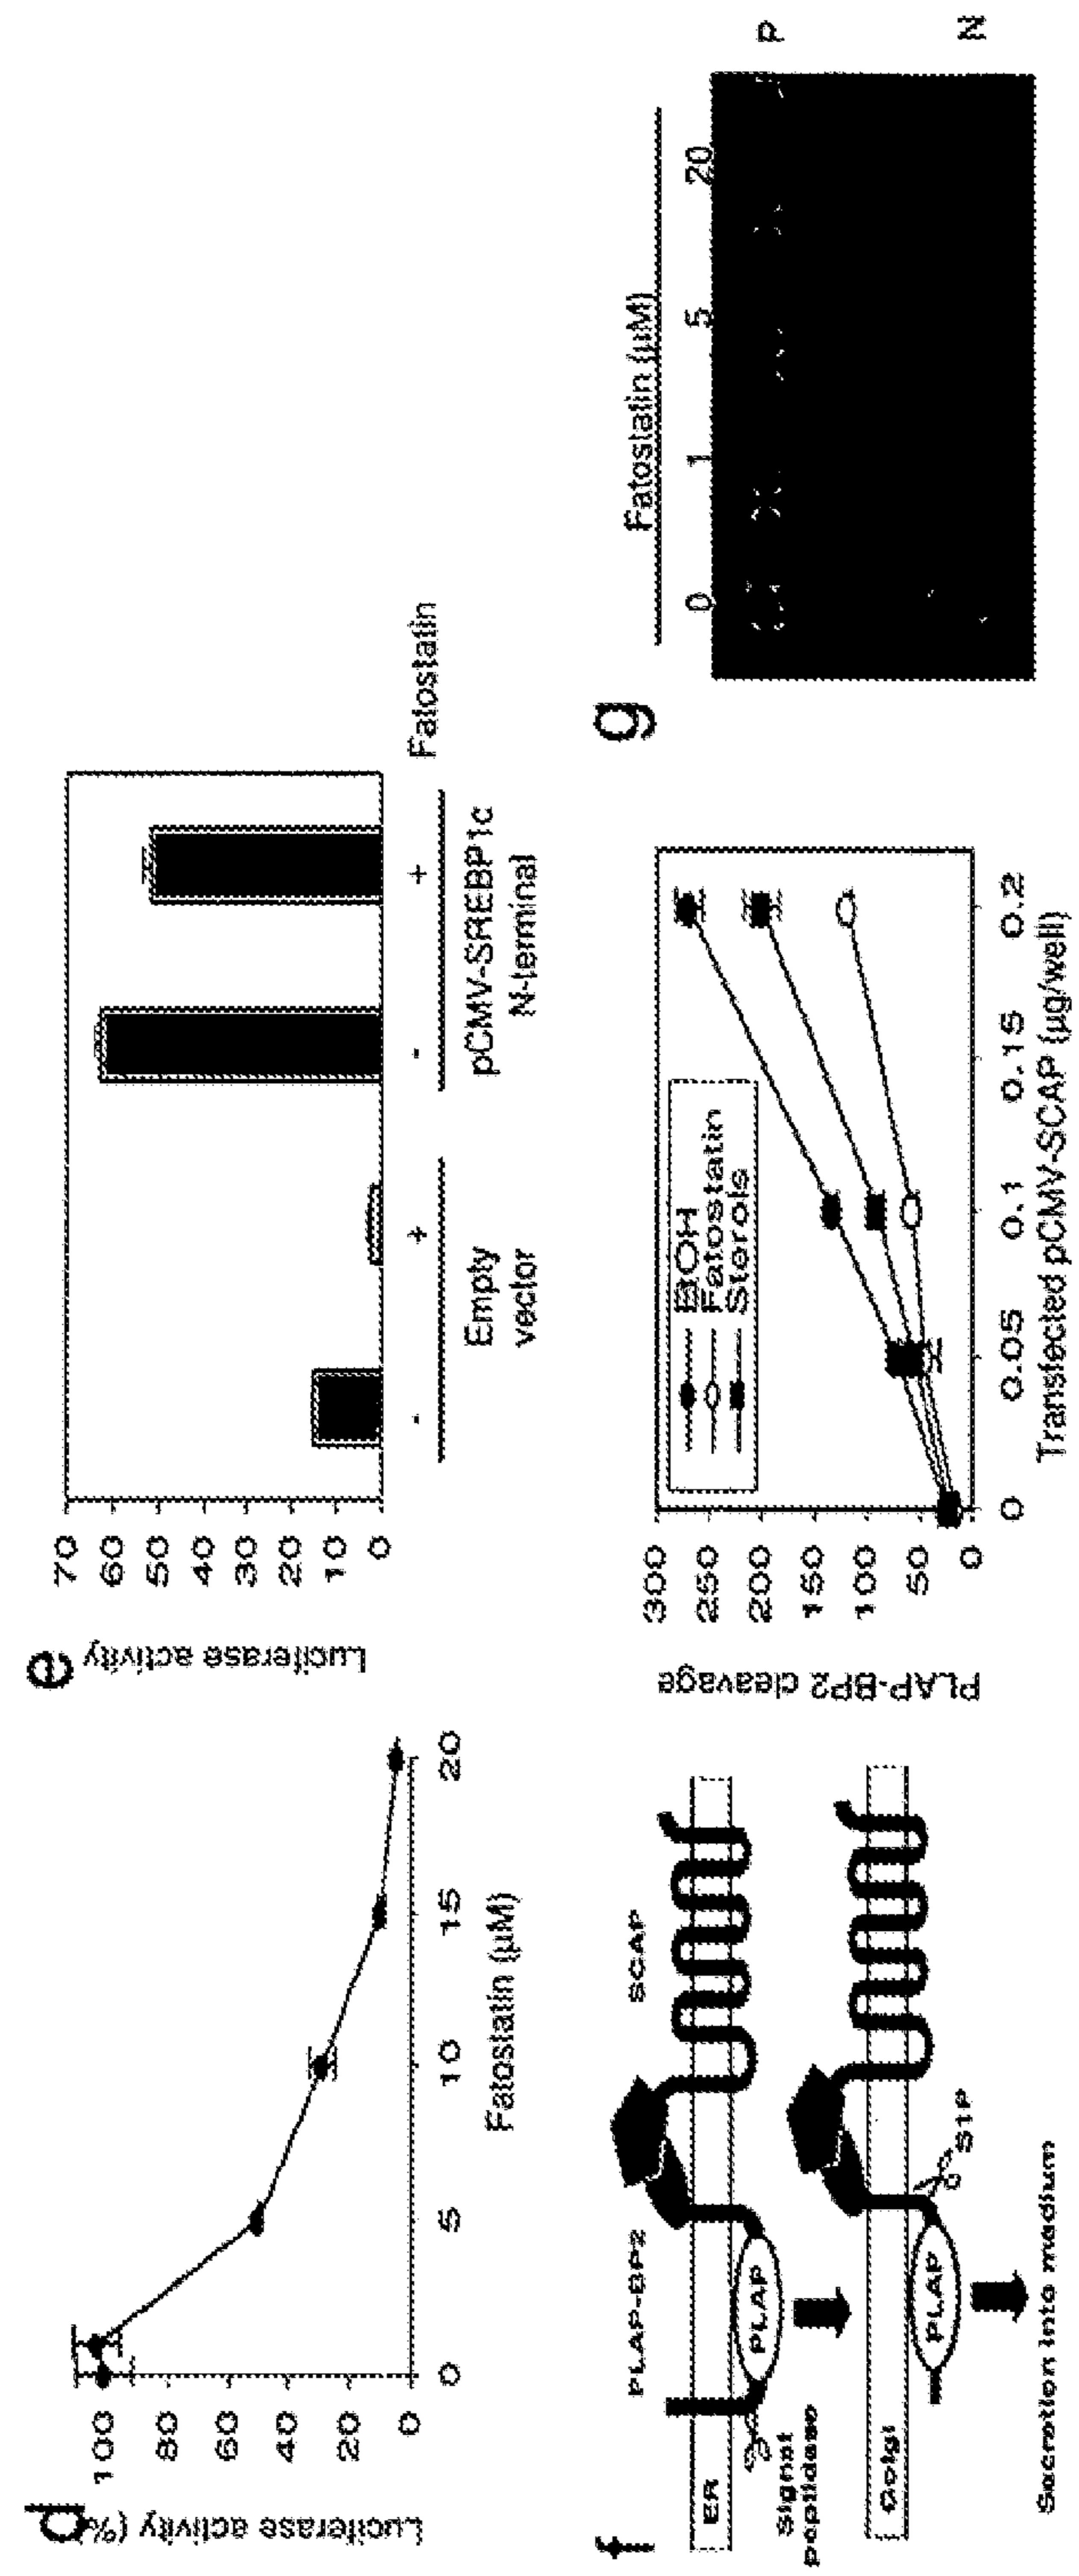 d
Luciferase activity (%)
100
80
60
40
20
0
0 5 10 15 20
Fatostatin (µM)
e
Luciferase activity
70
60
50
40
30
20
10
0
- + - + Fatostatin
Empty vector
pCMV-SREBP1c
N-terminal
f
PLAP-BP2
SCAP
ER
PLAP
Signal
peptidase
Golgi
PLAP
S1P
Secretion into medium
PLAP-BP2 cleavage
300
250
200
150
100
50
0
EtOH
Fatostatin
Sterols
0 0.05 0.1 0.15 0.2
Transfected pCMV-SCAP (µg/well)
g
Fatostatin (µM)
0 1 5 20
P
N